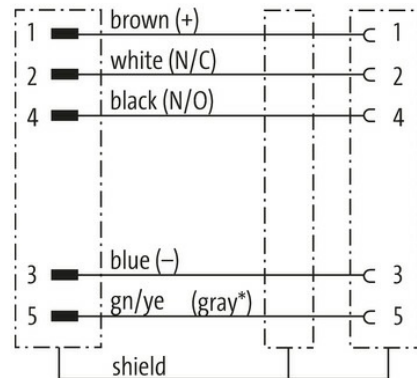 1 brown (+) 1
2 white (N/C) 2
4 black (N/O) 4
3 blue (–) 3
5 gn/ye (gray*) 5
shield